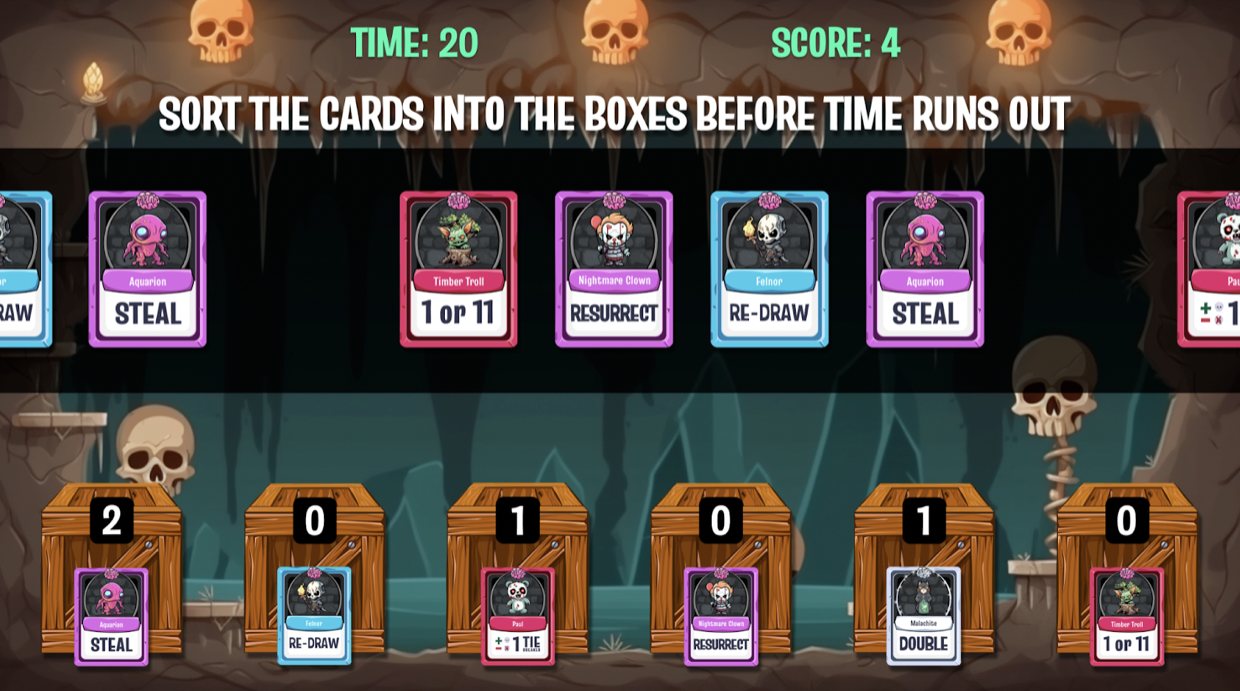 TIME: 20
SCORE: 4
SORT THE CARDS INTO THE BOXES BEFORE TIME RUNS OUT
Aquarion
STEAL
Timber Troll
1 or 11
Nightmare Clown
RESURRECT
Felnor
RE-DRAW
Aquarion
STEAL
2
Aquarion
STEAL
0
Felnor
RE-DRAW
1
Paul
+ - 1 TIE BREAKER
0
Nightmare Clown
RESURRECT
1
Malachite
DOUBLE
0
Timber Troll
1 or 11